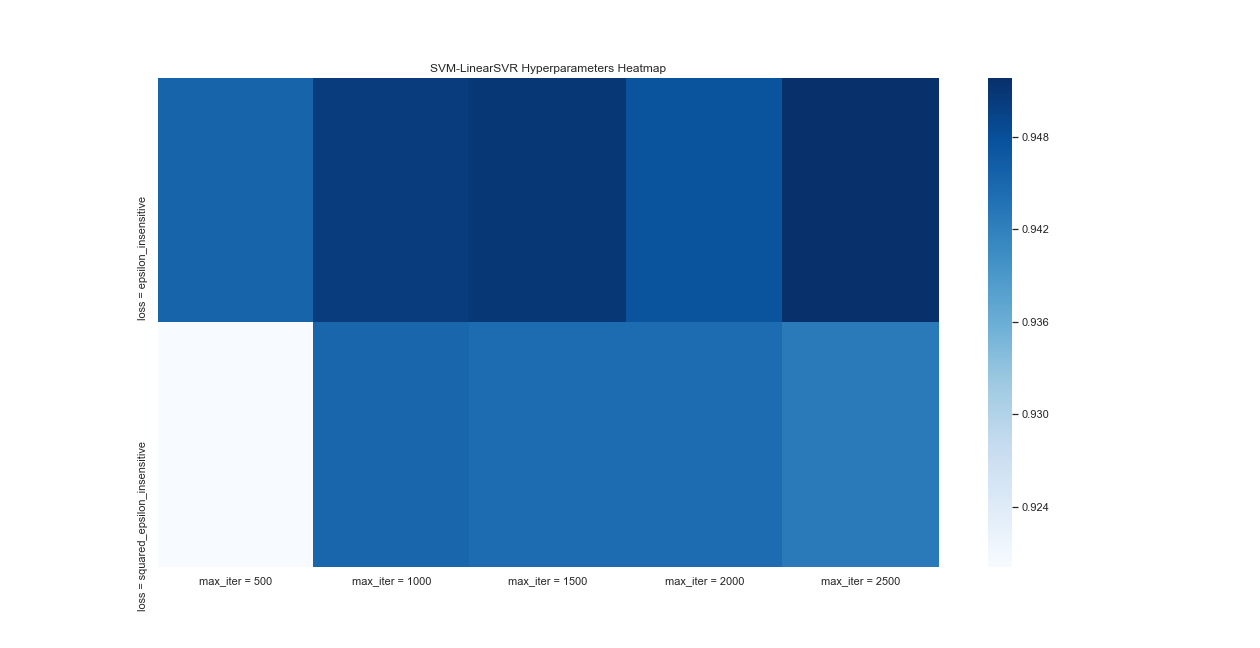 SVM-LinearSVR Hyperparameters Heatmap
loss = epsilon_insensitive
loss = squared_epsilon_insensitive
max_iter = 500
max_iter = 1000
max_iter = 1500
max_iter = 2000
max_iter = 2500
0.948
0.942
0.936
0.930
0.924